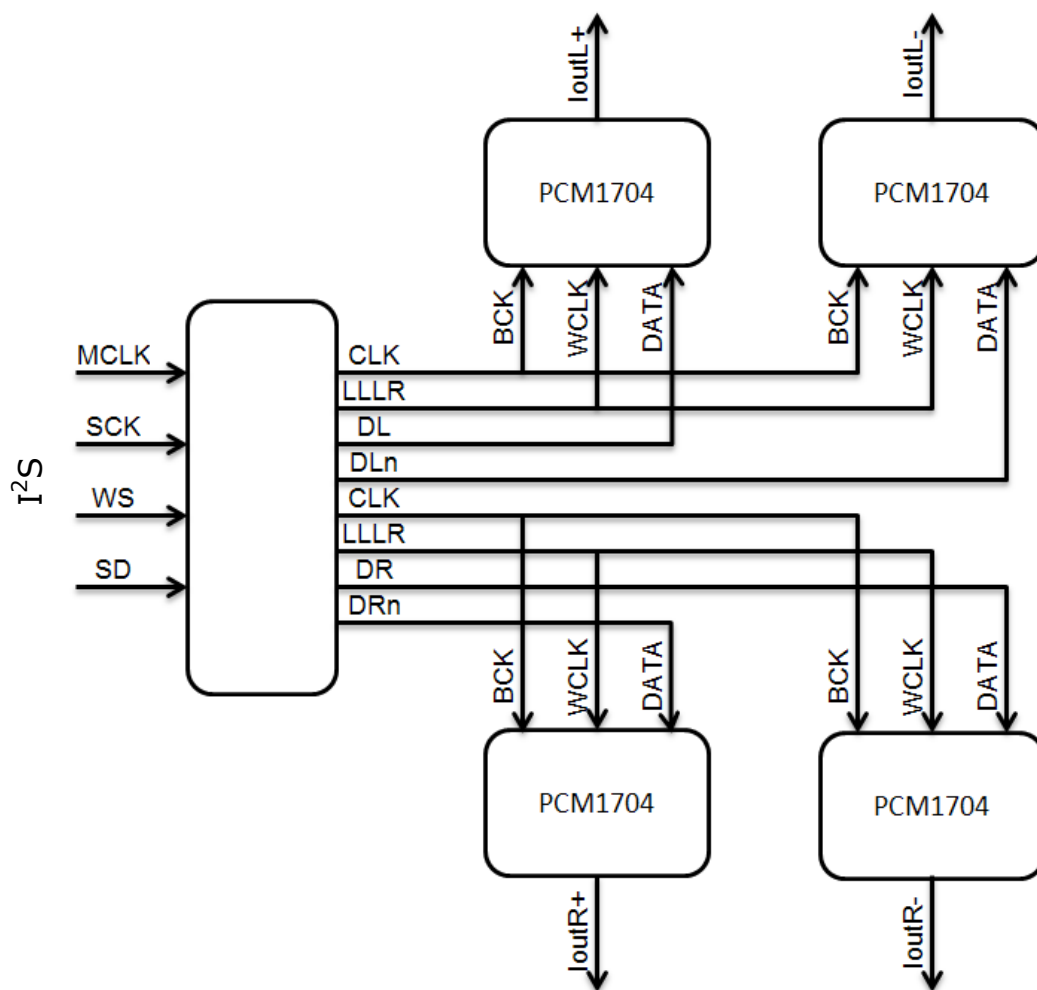 IoutL+
IoutL-
PCM1704
PCM1704
BCK
WCLK
DATA
BCK
WCLK
DATA
I²S
MCLK
SCK
WS
SD
CLK
LLLR
DL
DLn
CLK
LLLR
DR
DRn
BCK
WCLK
DATA
BCK
WCLK
DATA
PCM1704
PCM1704
IoutR+
IoutR-